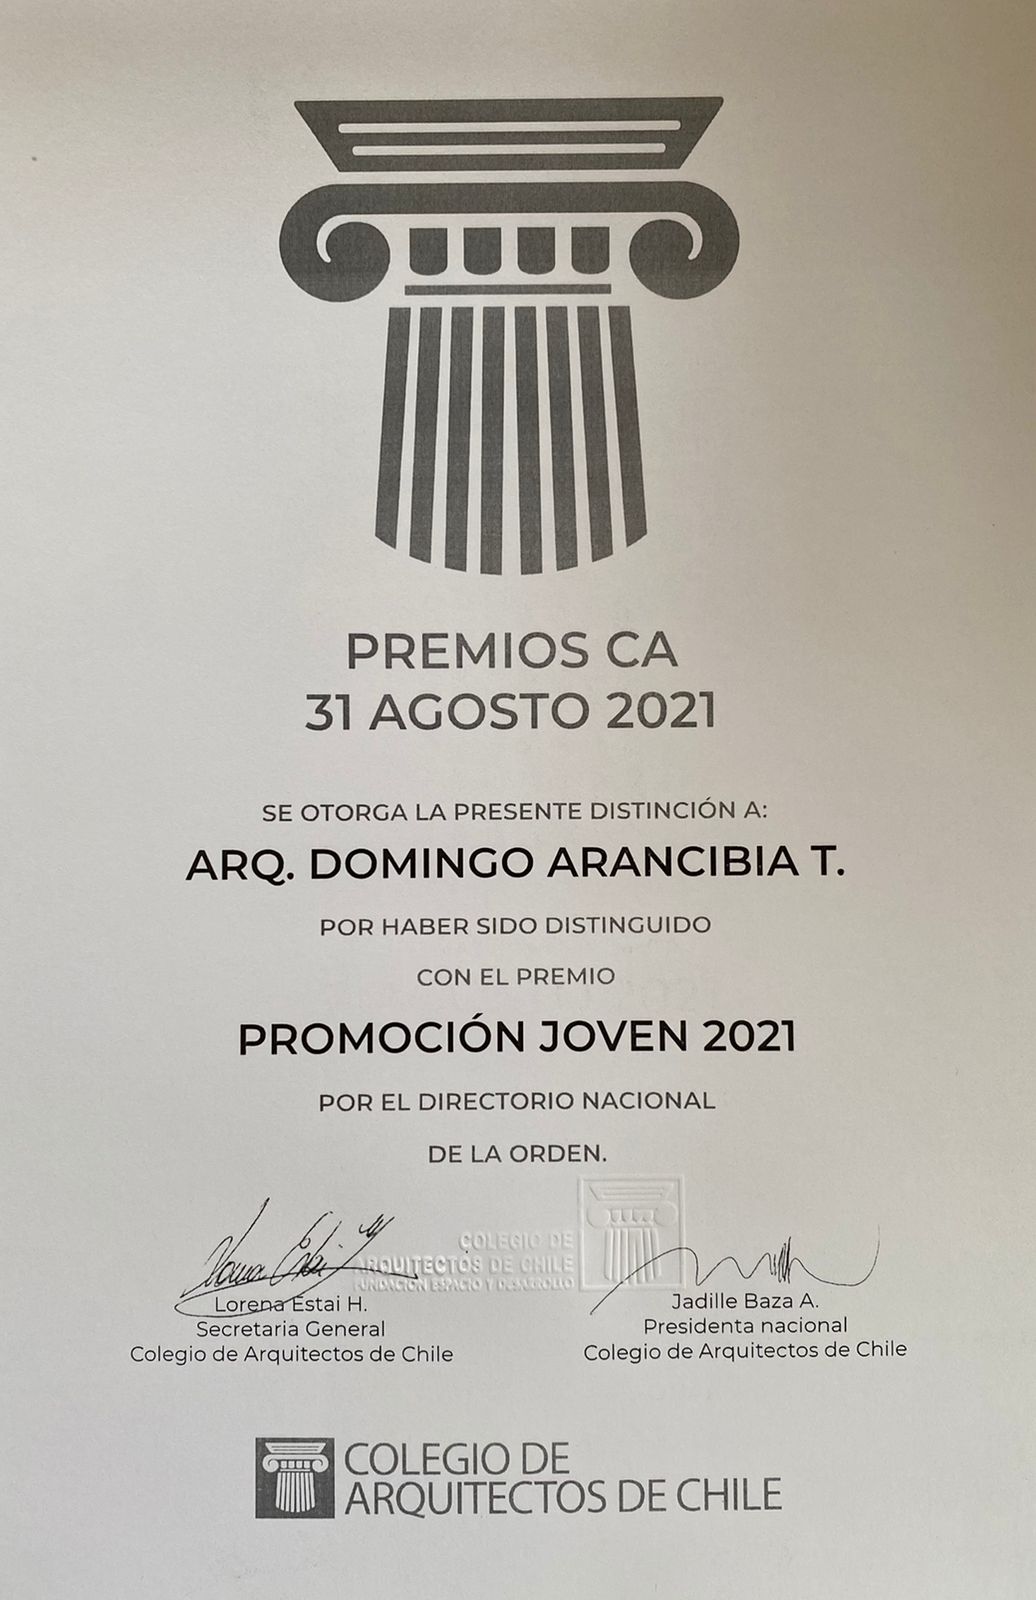 PREMIOS CA
31 AGOSTO 2021
SE OTORGA LA PRESENTE DISTINCIÓN A:
ARQ. DOMINGO ARANCIBIA T.
POR HABER SIDO DISTINGUIDO
CON EL PREMIO
PROMOCIÓN JOVEN 2021
POR EL DIRECTORIO NACIONAL
DE LA ORDEN.
COLEGIO DE
ARQUITECTOS DE CHILE
FUNDACIÓN ESPACIO Y DESARROLLO
Lorena Estai H.
Secretaria General
Colegio de Arquitectos de Chile
Jadille Baza A.
Presidenta nacional
Colegio de Arquitectos de Chile
COLEGIO DE
ARQUITECTOS DE CHILE